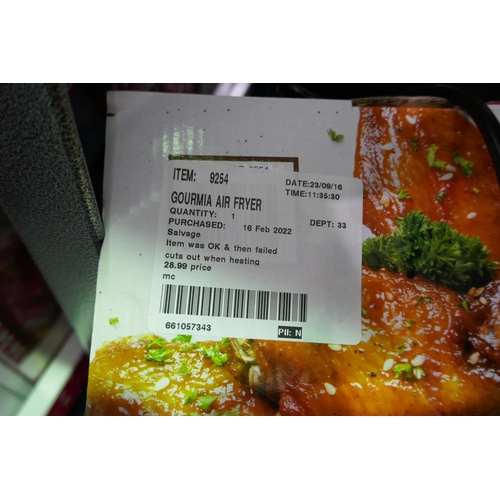 ITEM: 9254
DATE:23/09/16
TIME:11:35:30
GOURMIA AIR FRYER
QUANTITY: 1
DEPT: 33
PURCHASED: 16 Feb 2022
Salvage
Item was OK & then failed
cuts out when heating
28.99 price
mc
661057343
PII: N